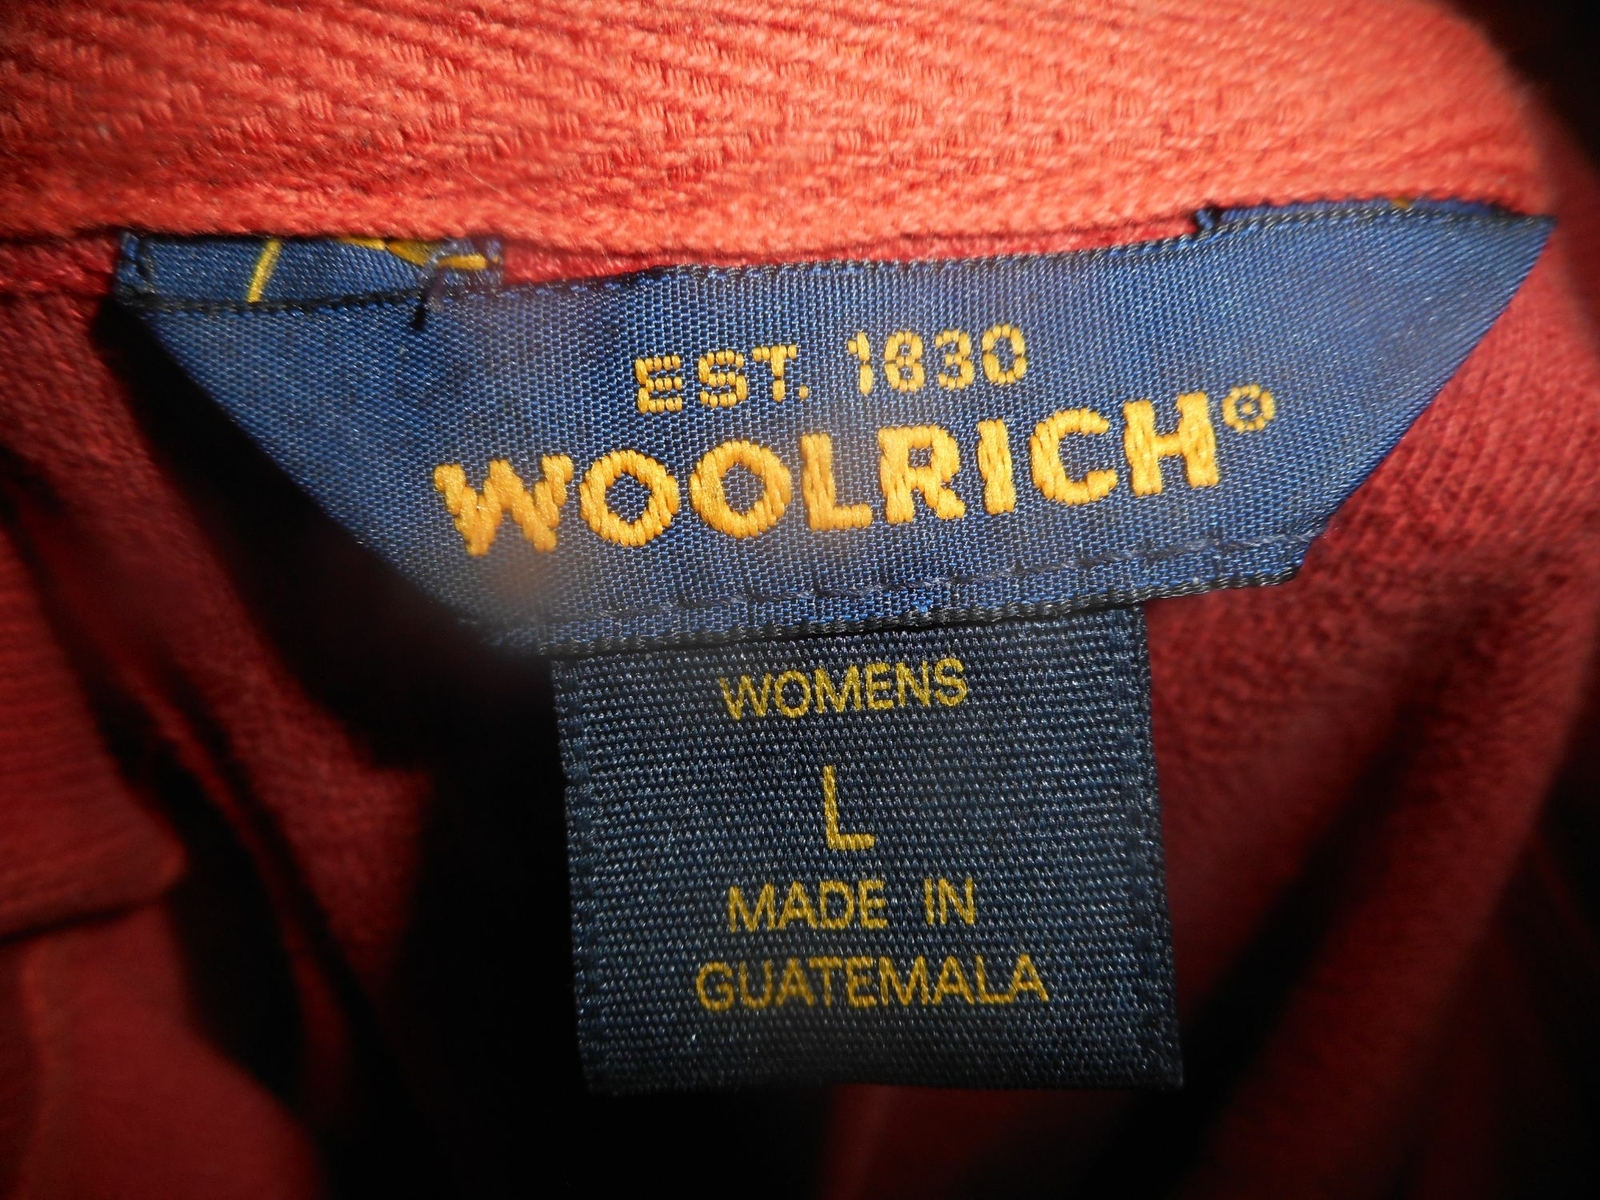 EST. 1830
WOOLRICH®
WOMENS
L
MADE IN
GUATEMALA